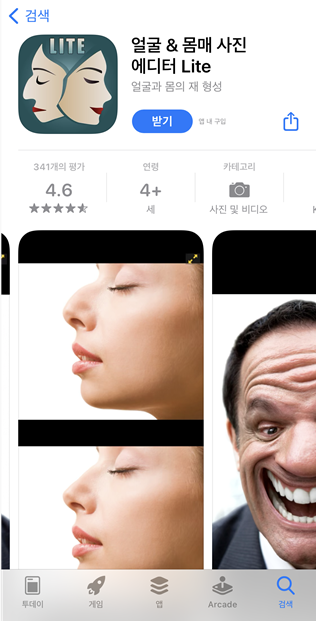 검색
LITE
얼굴 & 몸매 사진
에디터 Lite
얼굴과 몸의 재 형성
받기
앱 내 구입
341개의 평가
연령
카테고리
4.6
4+
세
사진 및 비디오
투데이
게임
앱
Arcade
검색